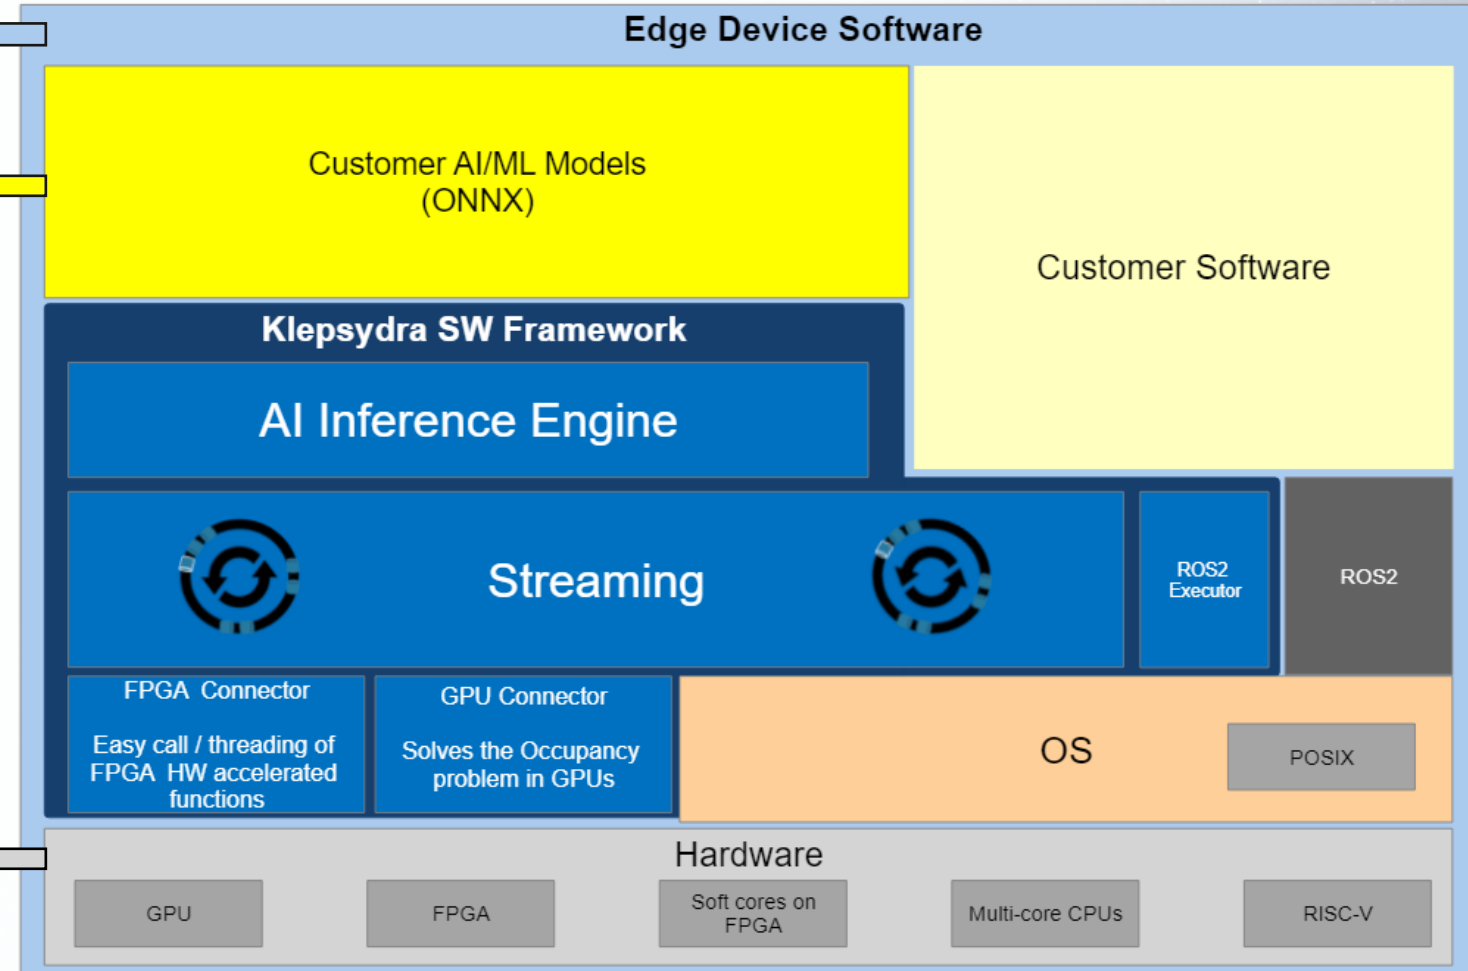 Edge Device Software
Customer AI/ML Models
(ONNX)
Customer Software
Klepsydra SW Framework
AI Inference Engine
Streaming
ROS2
Executor
ROS2
FPGA Connector
Easy call / threading of
FPGA HW accelerated
functions
GPU Connector
Solves the Occupancy
problem in GPUs
OS
POSIX
Hardware
GPU
FPGA
Soft cores on
FPGA
Multi-core CPUs
RISC-V